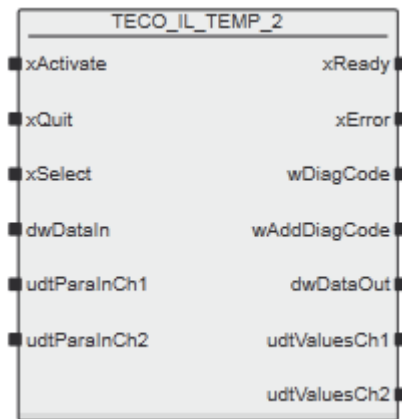 TECO_IL_TEMP_2
xActivate xReady
xQuit xError
xSelect wDiagCode
dwDataIn wAddDiagCode
udtParaInCh1 dwDataOut
udtParaInCh2 udtValuesCh1
udtValuesCh2